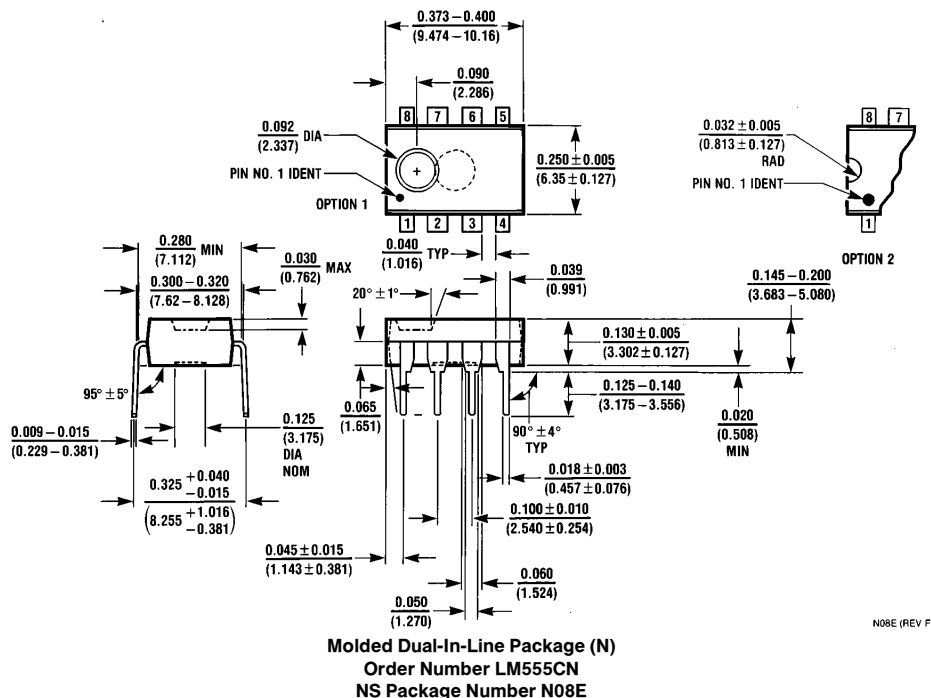 0.373–0.400
(9.474–10.16)
0.090
(2.286)
8 7 6 5
0.092 DIA
(2.337)
PIN NO. 1 IDENT
OPTION 1
+
1 2 3 4
0.250 ± 0.005
(6.35 ± 0.127)
0.032 ± 0.005
(0.813 ± 0.127)
RAD
PIN NO. 1 IDENT
8 7
1
OPTION 2
0.280 MIN
(7.112)
0.300–0.320
(7.62–8.128)
0.030 MAX
(0.762)
0.040 TYP
(1.016)
20° ± 1°
0.039
(0.991)
0.145–0.200
(3.683–5.080)
0.130 ± 0.005
(3.302 ± 0.127)
0.125–0.140
(3.175–3.556)
0.020
(0.508)
MIN
95° ± 5°
0.009–0.015
(0.229–0.381)
0.125
(3.175)
DIA
NOM
0.065
(1.651)
90° ± 4°
TYP
0.018 ± 0.003
(0.457 ± 0.076)
0.325 +0.040 −0.015
(8.255 +1.016 −0.381)
0.100 ± 0.010
(2.540 ± 0.254)
0.045 ± 0.015
(1.143 ± 0.381)
0.060
(1.524)
0.050
(1.270)
N08E (REV F
Molded Dual-In-Line Package (N)
Order Number LM555CN
NS Package Number N08E